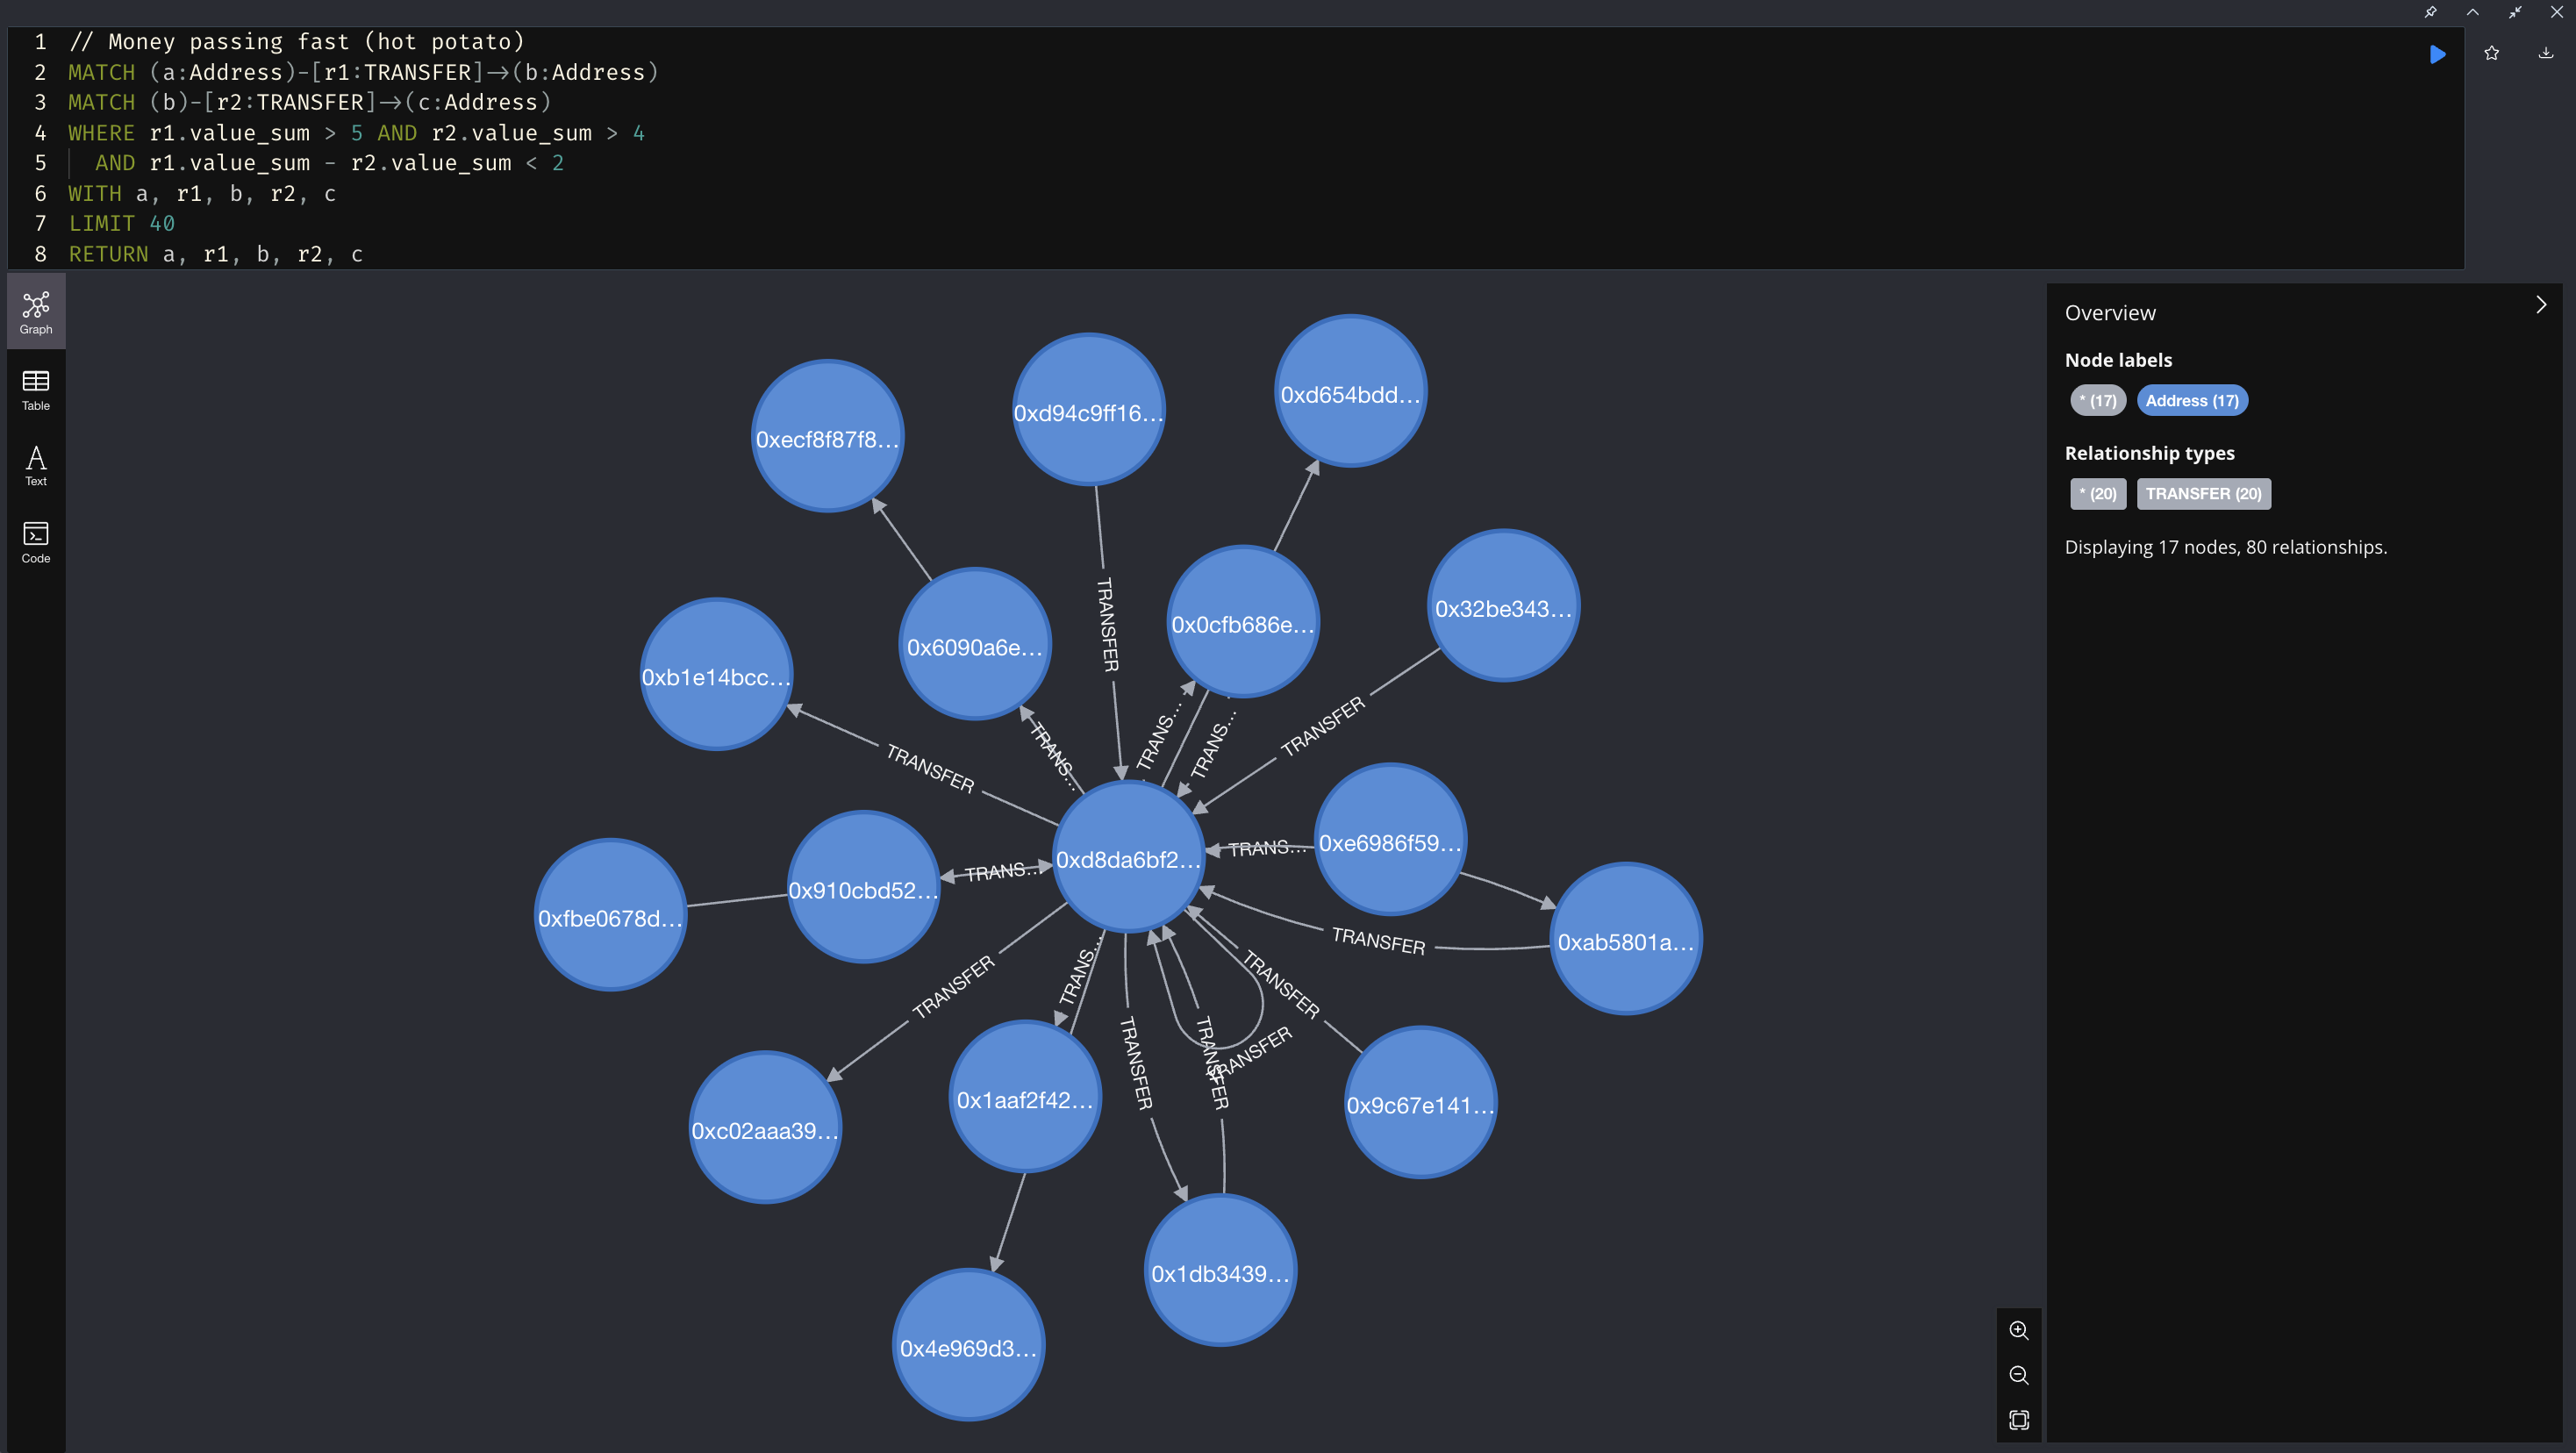 1 // Money passing fast (hot potato)
2 MATCH (a:Address)-[r1:TRANSFER]->(b:Address)
3 MATCH (b)-[r2:TRANSFER]->(c:Address)
4 WHERE r1.value_sum > 5 AND r2.value_sum > 4
5 AND r1.value_sum - r2.value_sum < 2
6 WITH a, r1, b, r2, c
7 LIMIT 40
8 RETURN a, r1, b, r2, c
Graph
Table
Text
Code
0xd654bdd...
0xd94c9ff16...
0xecf8f87f8...
0x32be343...
0x0cfb686e...
0x6090a6e...
0xb1e14bcc...
TRANSFER
TRANSFER
TRANS...
TRANS...
TRANS...
TRANSFER
0xe6986f59...
TRANS...
0xd8da6bf2...
TRANS...
0x910cbd52...
0xfbe0678d...
0xab5801a...
TRANSFER
TRANSFER
TRANS...
TRANSFER
TRANSFER
TRANSFER
TRANSFER
0x1aaf2f42...
0x9c67e141...
0xc02aaa39...
0x1db3439...
0x4e969d3...
Overview
Node labels
* (17)
Address (17)
Relationship types
* (20)
TRANSFER (20)
Displaying 17 nodes, 80 relationships.